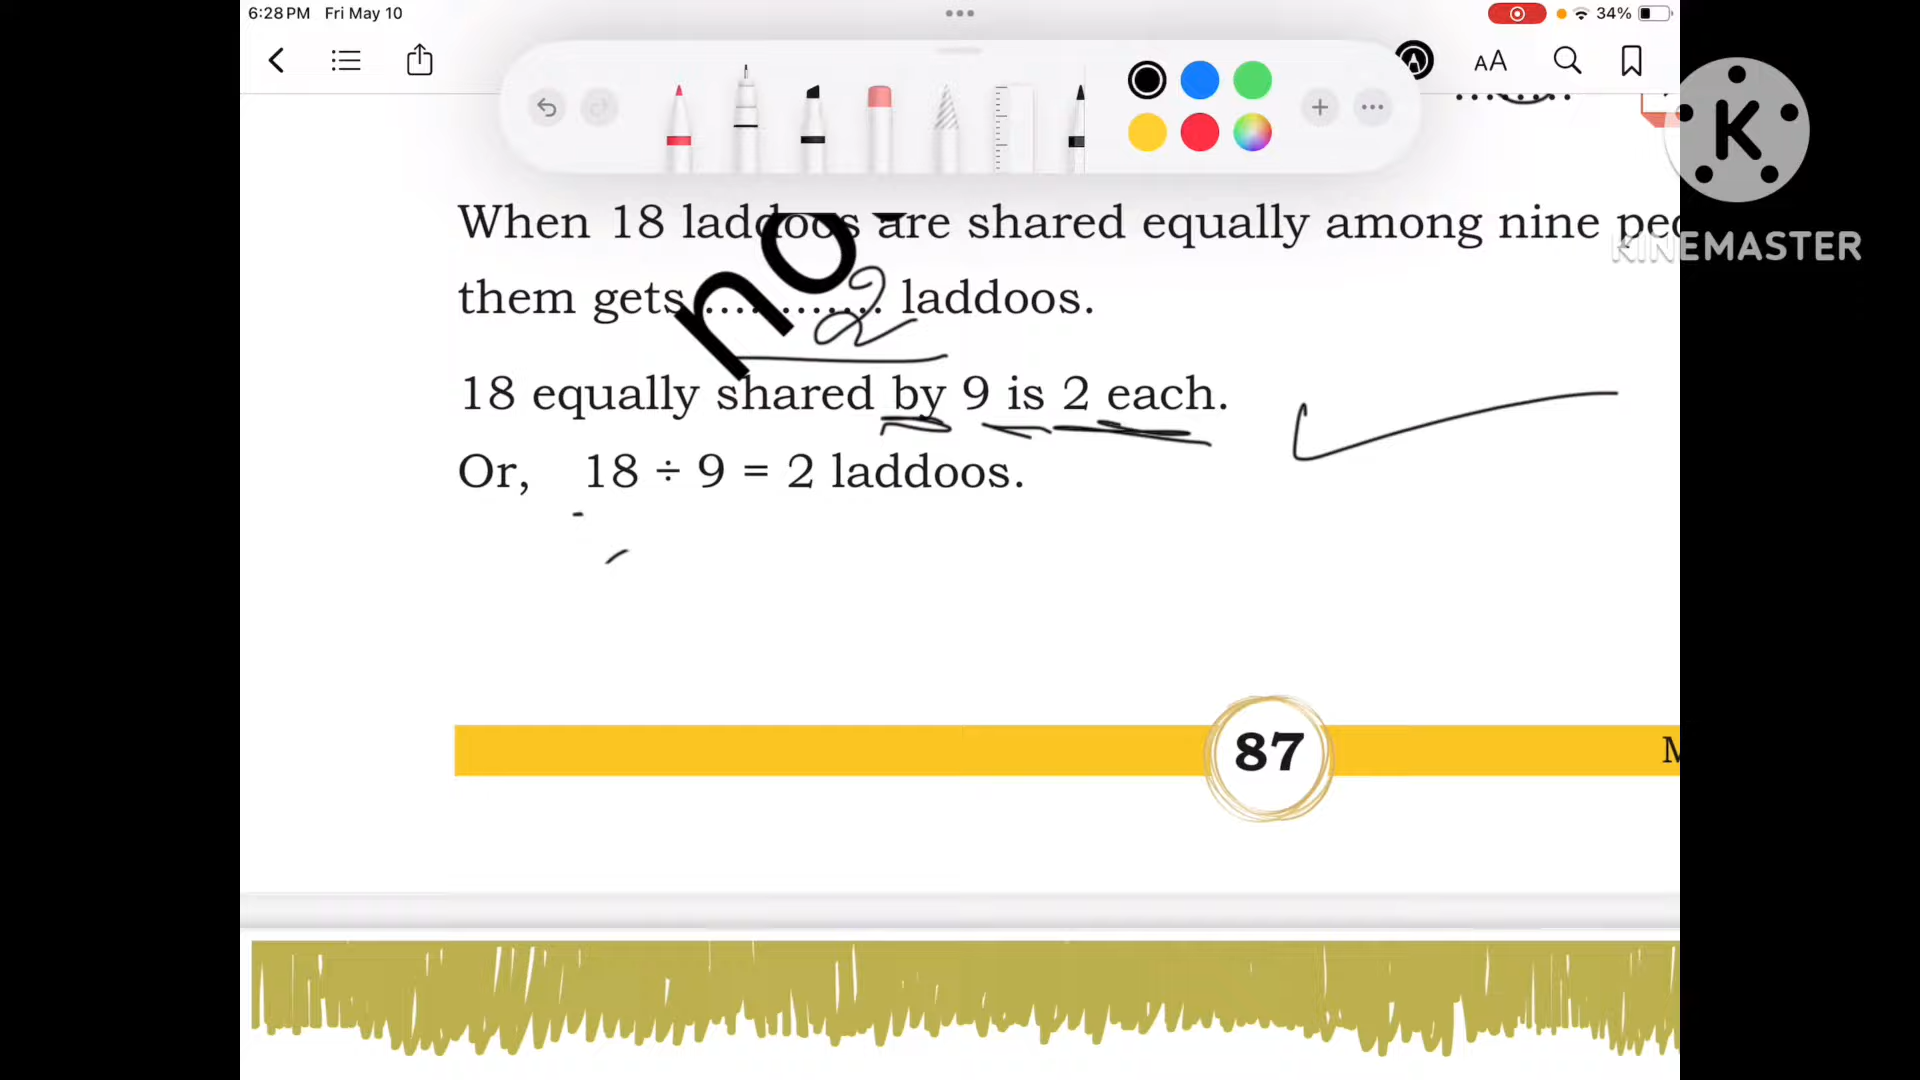 6:28 PM Fri May 10
34%
AA
K
KINEMASTER
no
When 18 laddoos are shared equally among nine
them gets ............ laddoos.
2
18 equally shared by 9 is 2 each.
Or, 18 ÷ 9 = 2 laddoos.
87
M